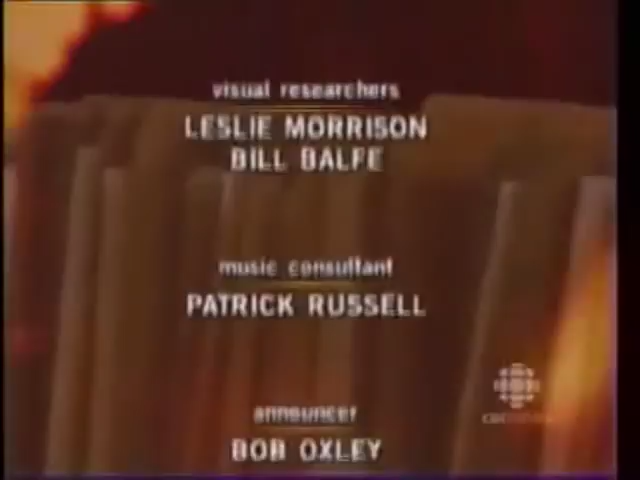 visual researchers
LESLIE MORRISON
BILL BALFE
music consultant
PATRICK RUSSELL
announcer
BOB OXLEY